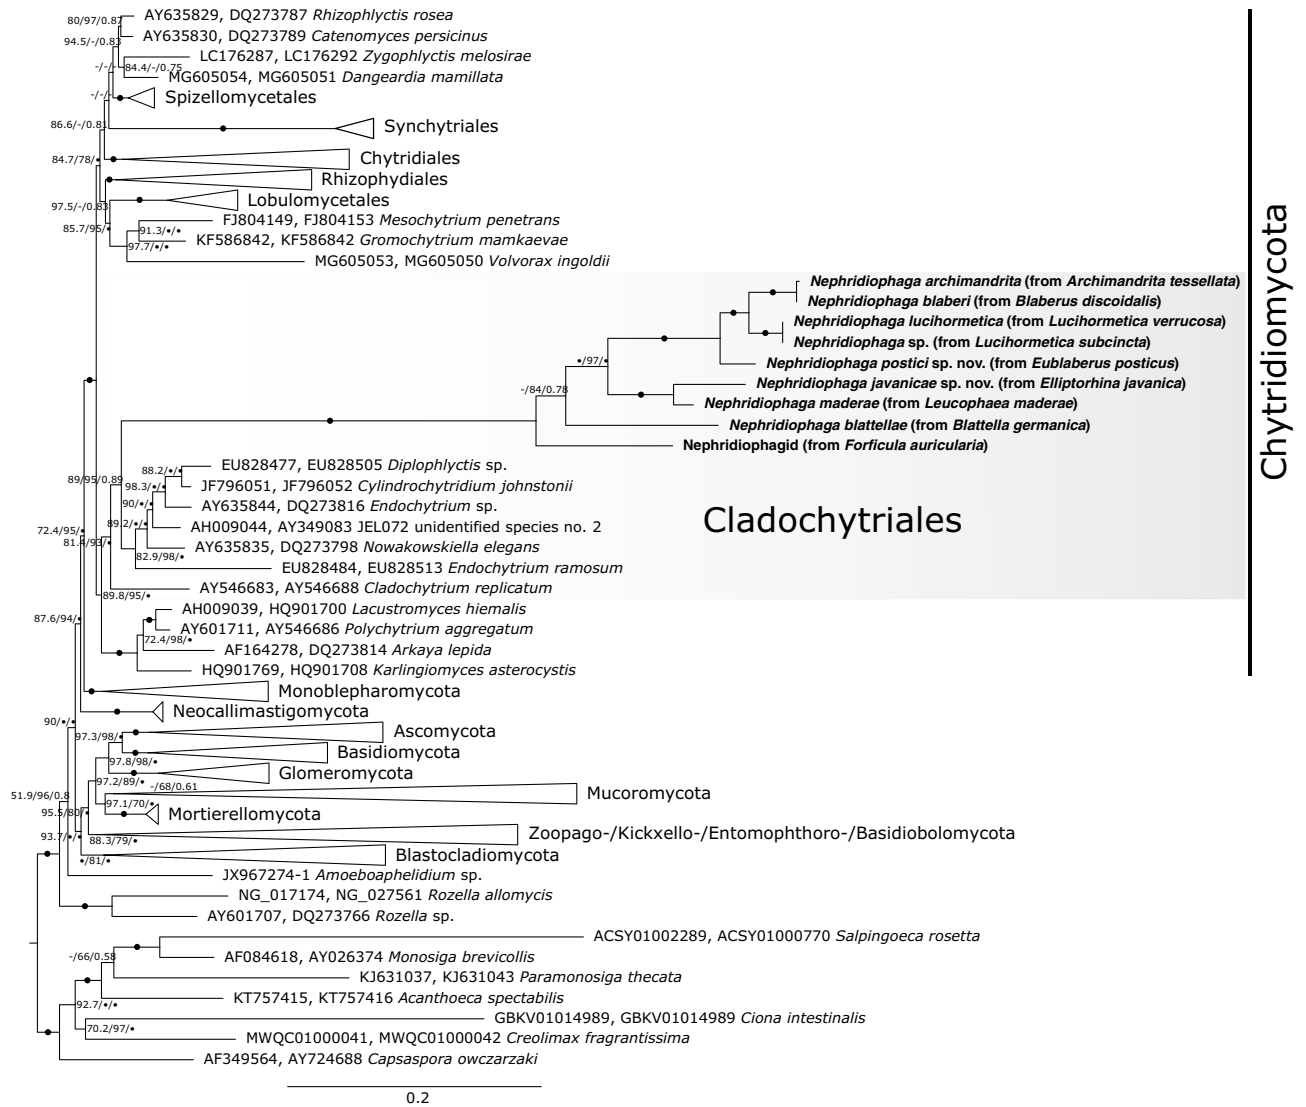 80/97/0.87
AY635829, DQ273787 Rhizophlyctis rosea
AY635830, DQ273789 Catenomyces persicinus
94.5/-/0.83
LC176287, LC176292 Zygophlyctis melosirae
-/-/-
84.4/-/0.75
MG605054, MG605051 Dangeardia mamillata
-/-/-
Spizellomycetales
86.6/-/0.81
Synchytriales
84.7/78/•
Chytridiales
Rhizophydiales
97.5/-/0.83
Lobulomycetales
85.7/95/•
FJ804149, FJ804153 Mesochytrium penetrans
91.3/•/•
KF586842, KF586842 Gromochytrium mamkaevae
97.7/•/•
MG605053, MG605050 Volvorax ingoldii
Chytridiomycota
Nephridiophaga archimandrita (from Archimandrita tessellata)
Nephridiophaga blaberi (from Blaberus discoidalis)
Nephridiophaga lucihormetica (from Lucihormetica verrucosa)
Nephridiophaga sp. (from Lucihormetica subcincta)
•/97/•
Nephridiophaga postici sp. nov. (from Eublaberus posticus)
-/84/0.78
Nephridiophaga javanicae sp. nov. (from Elliptorhina javanica)
Nephridiophaga maderae (from Leucophaea maderae)
Nephridiophaga blattellae (from Blattella germanica)
Nephridiophagid (from Forficula auricularia)
88.2/•/•
EU828477, EU828505 Diplophlyctis sp.
89/95/0.89
98.3/•/•
JF796051, JF796052 Cylindrochytridium johnstonii
90/•/•
AY635844, DQ273816 Endochytrium sp.
Cladochytriales
89.2/•/•
AH009044, AY349083 JEL072 unidentified species no. 2
72.4/95/•
81.4/93/•
AY635835, DQ273798 Nowakowskiella elegans
82.9/98/•
EU828484, EU828513 Endochytrium ramosum
AY546683, AY546688 Cladochytrium replicatum
89.8/95/•
AH009039, HQ901700 Lacustromyces hiemalis
87.6/94/•
AY601711, AY546686 Polychytrium aggregatum
72.4/98/•
AF164278, DQ273814 Arkaya lepida
HQ901769, HQ901708 Karlingiomyces asterocystis
Monoblepharomycota
Neocallimastigomycota
90/•/•
Ascomycota
97.3/98/•
Basidiomycota
97.8/98/•
Glomeromycota
97.2/89/•
-/68/0.61
Mucoromycota
51.9/96/0.8
97.1/70/•
Mortierellomycota
95.5/80/•
Zoopago-/Kickxello-/Entomophthoro-/Basidiobolomycota
93.7/•/•
88.3/79/•
Blastocladiomycota
•/81/•
JX967274-1 Amoeboaphelidium sp.
NG_017174, NG_027561 Rozella allomycis
AY601707, DQ273766 Rozella sp.
ACSY01002289, ACSY01000770 Salpingoeca rosetta
-/66/0.58
AF084618, AY026374 Monosiga brevicollis
KJ631037, KJ631043 Paramonosiga thecata
KT757415, KT757416 Acanthoeca spectabilis
92.7/•/•
GBKV01014989, GBKV01014989 Ciona intestinalis
70.2/97/•
MWQC01000041, MWQC01000042 Creolimax fragrantissima
AF349564, AY724688 Capsaspora owczarzaki
0.2